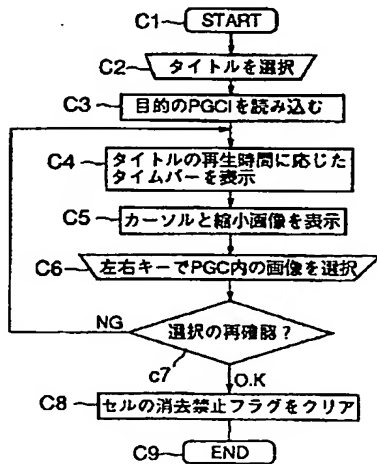 C1 START
C2 タイトルを選択
C3 目的のPGCIを読み込む
C4 タイトルの再生時間に応じた
タイムバーを表示
C5 カーソルと縮小画像を表示
C6 左右キーでPGC内の画像を選択
NG
選択の再確認?
c7
O.K
C8 セルの消去禁止フラグをクリア
C9 END